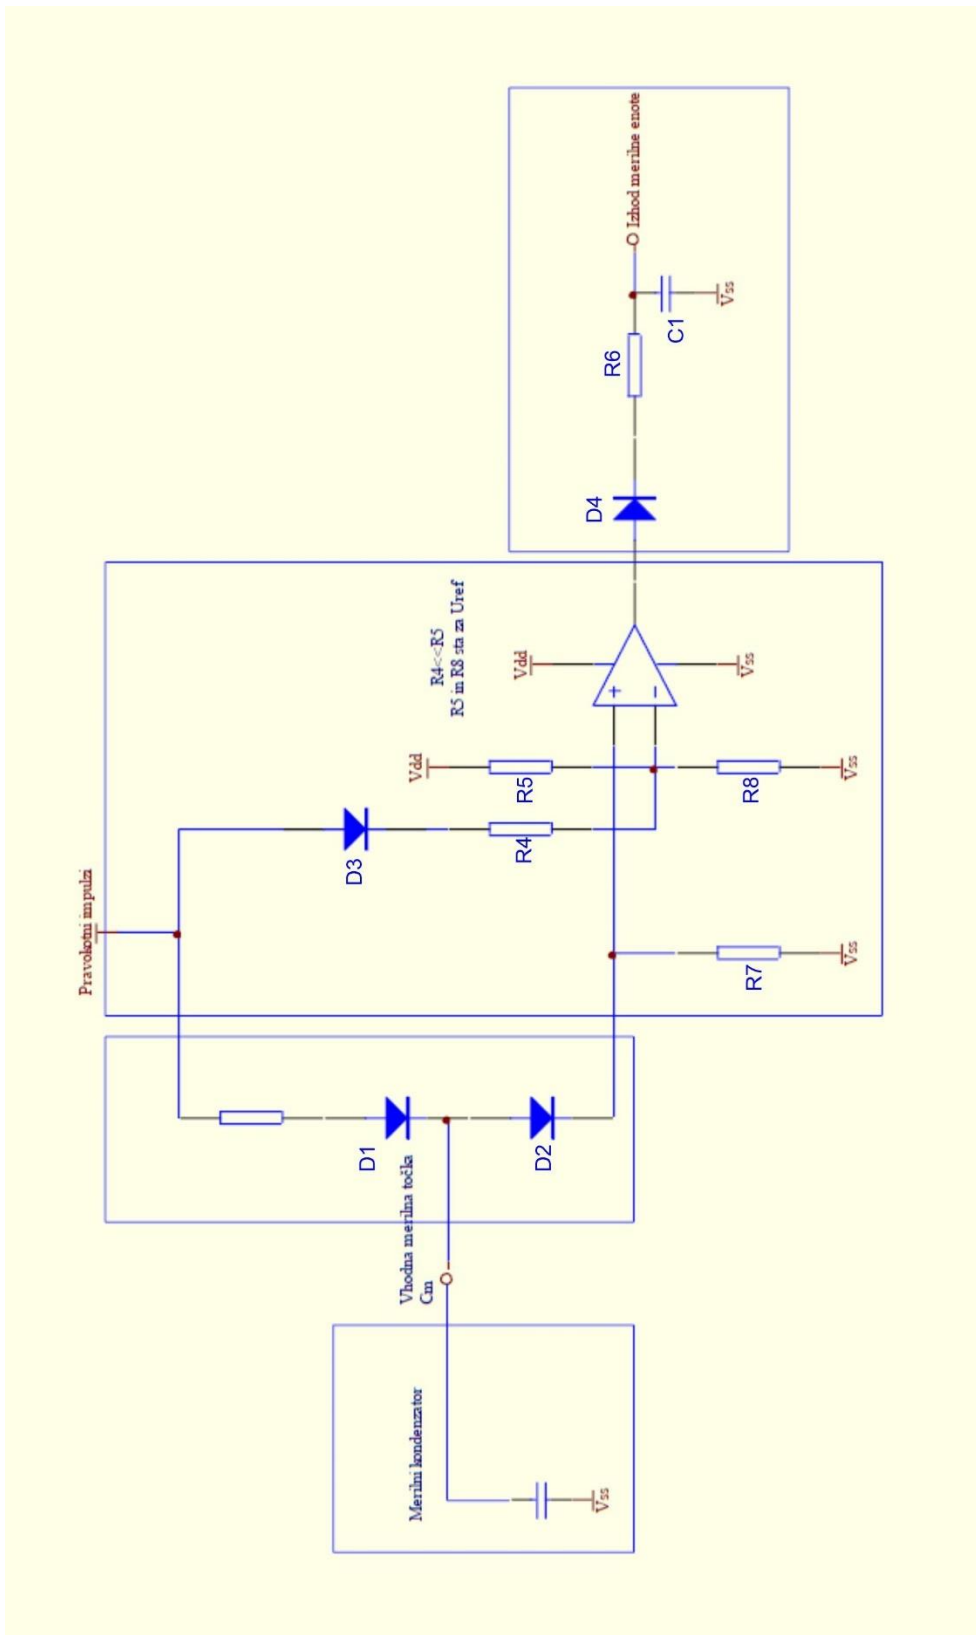 Pravokotni impulzi
Merilni kondenzator
Vss
Vhodna merilna točka
Cm
D1
D2
D3
R4
R7
Vss
Vdd
R5
R8
Vss
R4<<R5
R5 in R8 sta za Uref
Vdd
+
−
Vss
D4
R6
C1
Vss
Izhod merilne enote